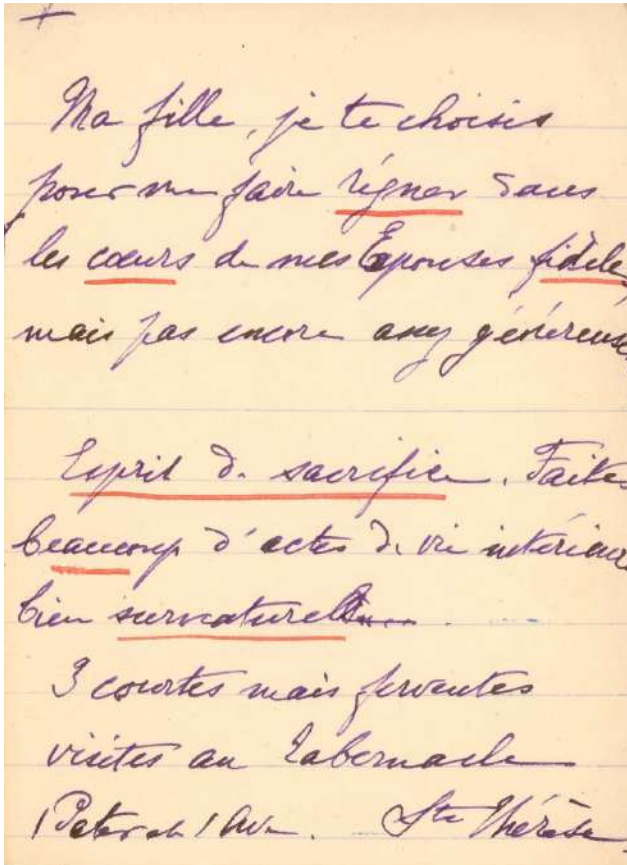 Ma fille, je te choisis
pour me faire régner dans
les cœurs de mes Épouses fidèles
mais pas encore assez généreuses
Esprit de sacrifice. Faites
beaucoup d'actes de vie intérieure
bien surnaturels....
3 courtes mais ferventes
visites au Tabernacle
1 Pater et 1 Ave. Ste Thérèse